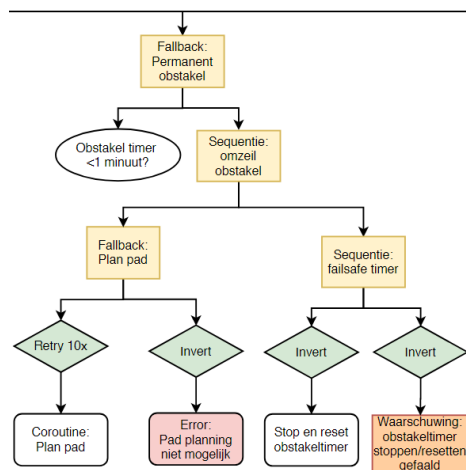 Fallback:
Permanent
obstakel
Obstakel timer
<1 minuut?
Sequentie:
omzeil
obstakel
Fallback:
Plan pad
Sequentie:
failsafe timer
Retry 10x
Invert
Invert
Invert
Coroutine:
Plan pad
Error:
Pad planning
niet mogelijk
Stop en reset
obstakeltimer
Waarschuwing:
obstakeltimer
stoppen/resetten
gefaald